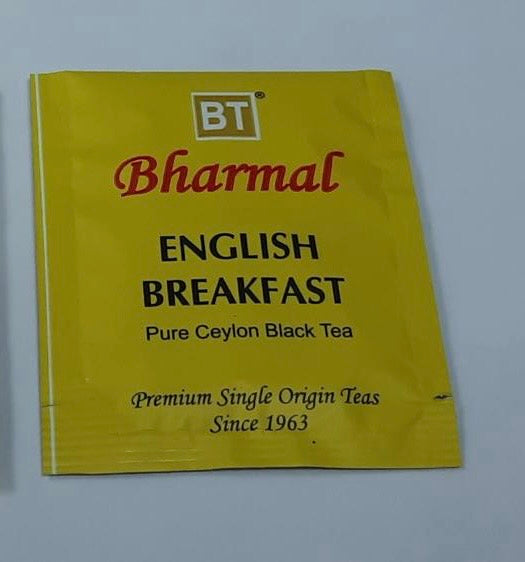 BT®
Bharmal
ENGLISH
BREAKFAST
Pure Ceylon Black Tea
Premium Single Origin Teas
Since 1963